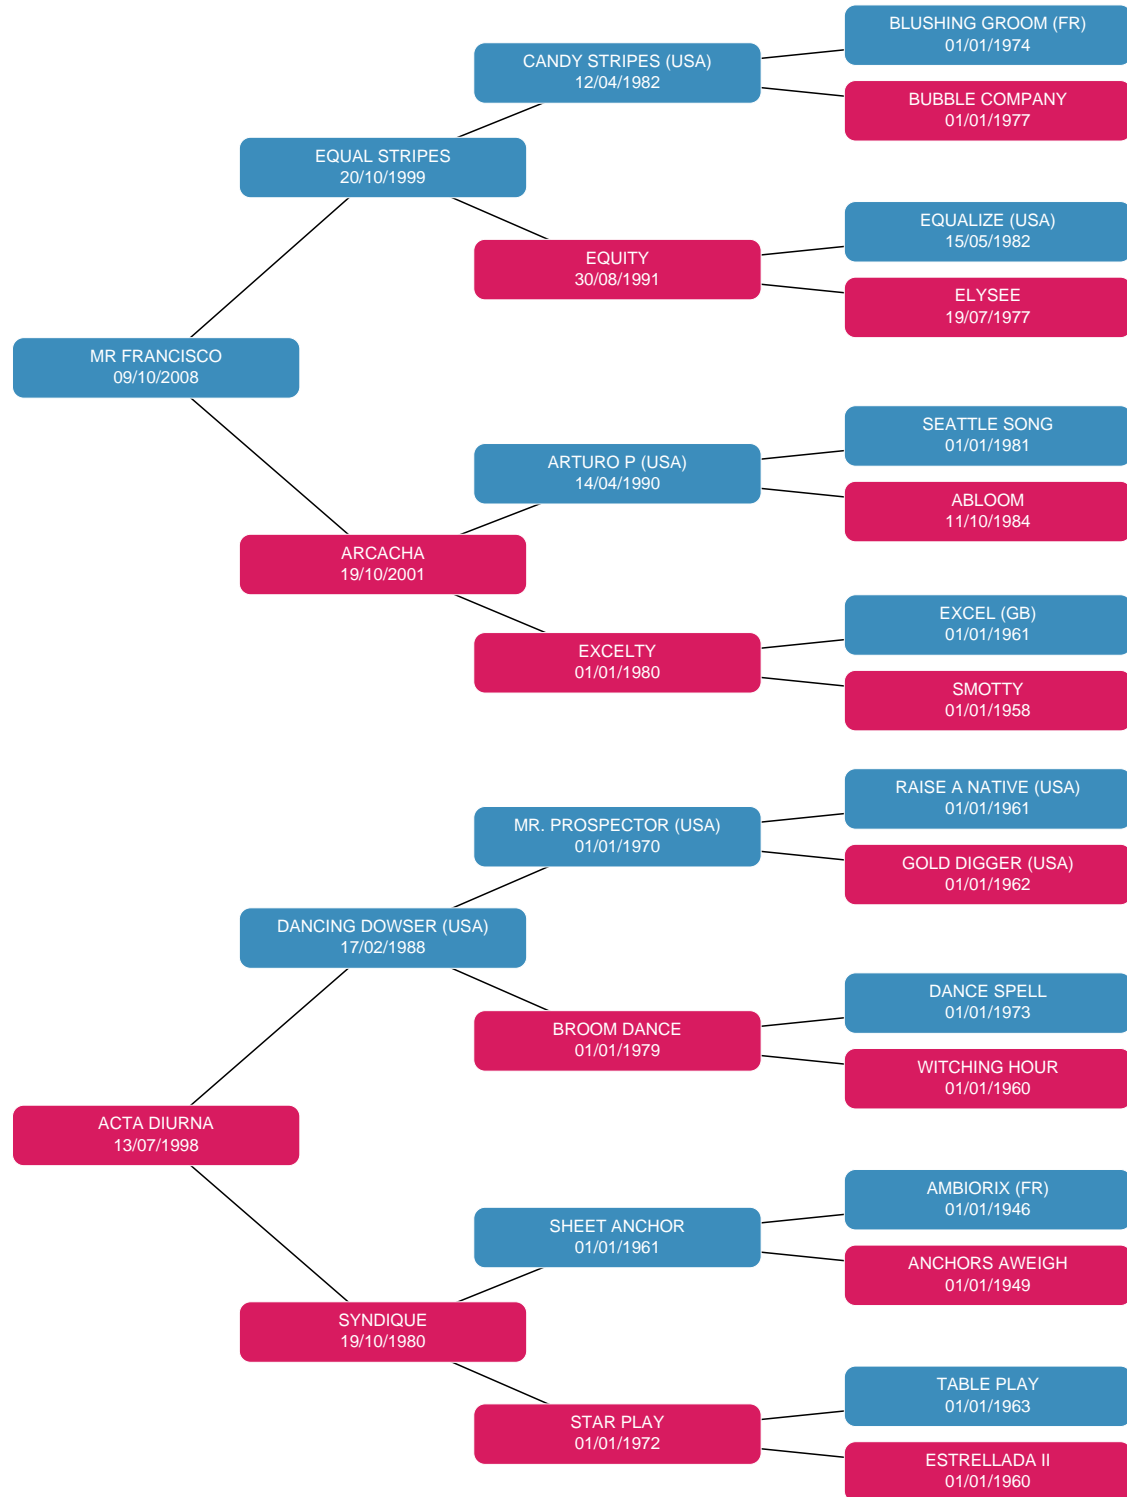 BLUSHING GROOM (FR)
01/01/1974
CANDY STRIPES (USA)
12/04/1982
BUBBLE COMPANY
01/01/1977
EQUAL STRIPES
20/10/1999
EQUALIZE (USA)
15/05/1982
EQUITY
30/08/1991
ELYSEE
19/07/1977
MR FRANCISCO
09/10/2008
SEATTLE SONG
01/01/1981
ARTURO P (USA)
14/04/1990
ABLOOM
11/10/1984
ARCACHA
19/10/2001
EXCEL (GB)
01/01/1961
EXCELTY
01/01/1980
SMOTTY
01/01/1958
RAISE A NATIVE (USA)
01/01/1961
MR. PROSPECTOR (USA)
01/01/1970
GOLD DIGGER (USA)
01/01/1962
DANCING DOWSER (USA)
17/02/1988
DANCE SPELL
01/01/1973
BROOM DANCE
01/01/1979
WITCHING HOUR
01/01/1960
ACTA DIURNA
13/07/1998
AMBIORIX (FR)
01/01/1946
SHEET ANCHOR
01/01/1961
ANCHORS AWEIGH
01/01/1949
SYNDIQUE
19/10/1980
TABLE PLAY
01/01/1963
STAR PLAY
01/01/1972
ESTRELLADA II
01/01/1960